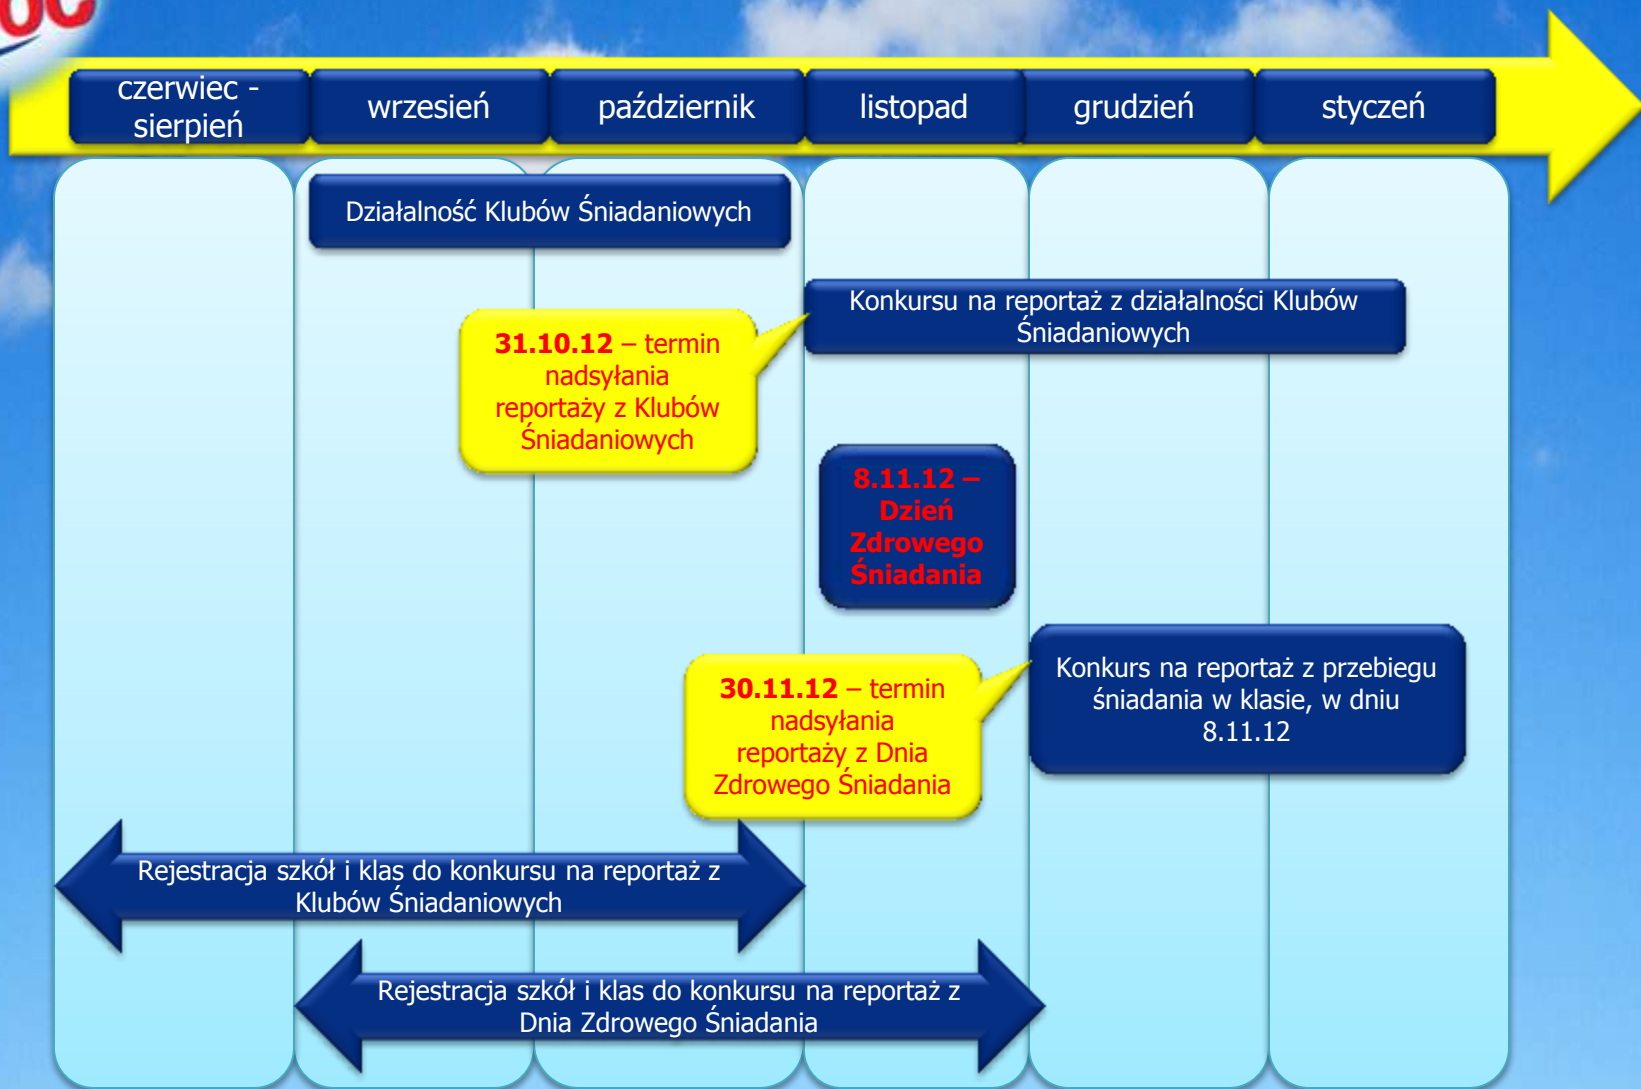 czerwiec -
sierpień
wrzesień
październik
listopad
grudzień
styczeń
Działalność Klubów Śniadaniowych
Konkursu na reportaż z działalności Klubów
Śniadaniowych
31.10.12 – termin
nadsyłania
reportaży z Klubów
Śniadaniowych
8.11.12 –
Dzień
Zdrowego
Śniadania
Konkurs na reportaż z przebiegu
śniadania w klasie, w dniu
8.11.12
30.11.12 – termin
nadsyłania
reportaży z Dnia
Zdrowego Śniadania
Rejestracja szkół i klas do konkursu na reportaż z
Klubów Śniadaniowych
Rejestracja szkół i klas do konkursu na reportaż z
Dnia Zdrowego Śniadania